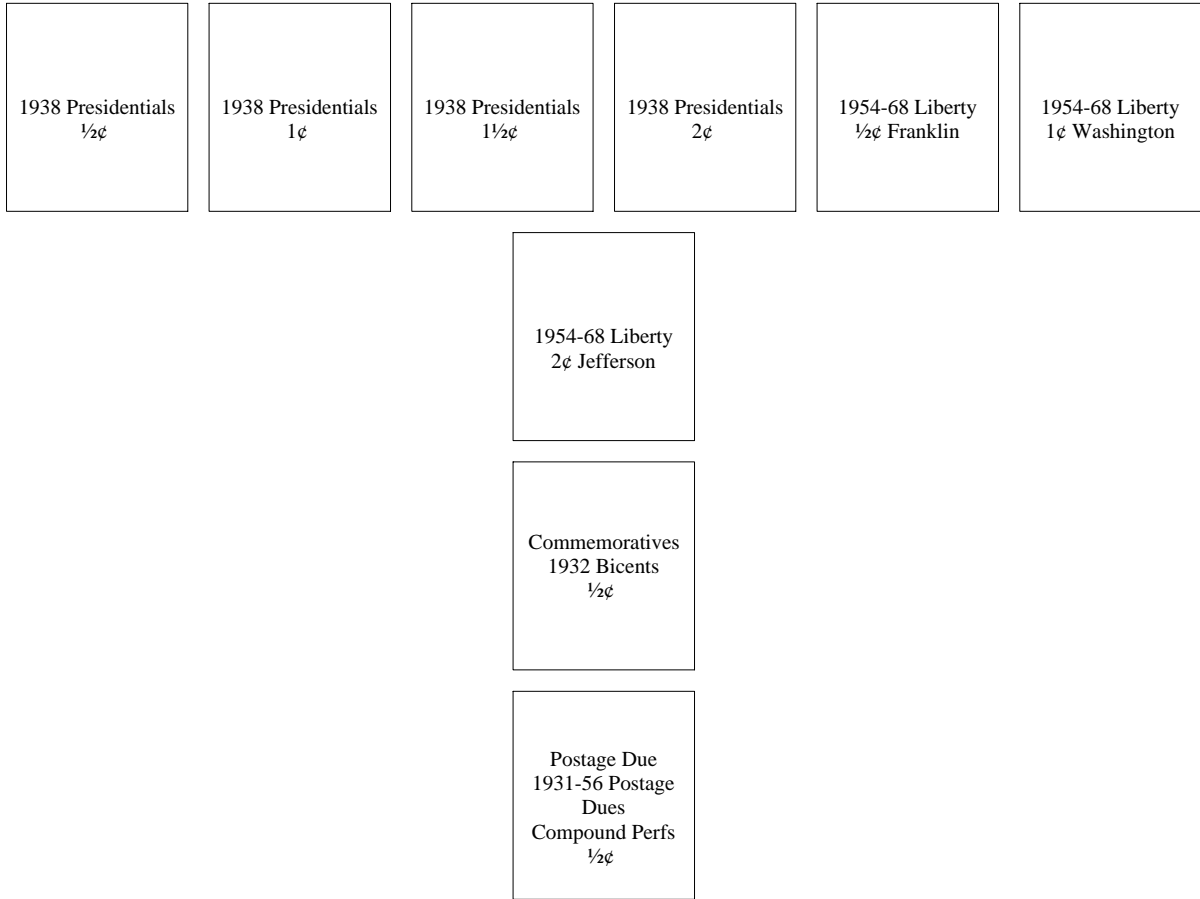 1938 Presidentials
½¢
1938 Presidentials
1¢
1938 Presidentials
1½¢
1938 Presidentials
2¢
1954-68 Liberty
½¢ Franklin
1954-68 Liberty
1¢ Washington
1954-68 Liberty
2¢ Jefferson
Commemoratives
1932 Bicents
½¢
Postage Due
1931-56 Postage
Dues
Compound Perfs
½¢